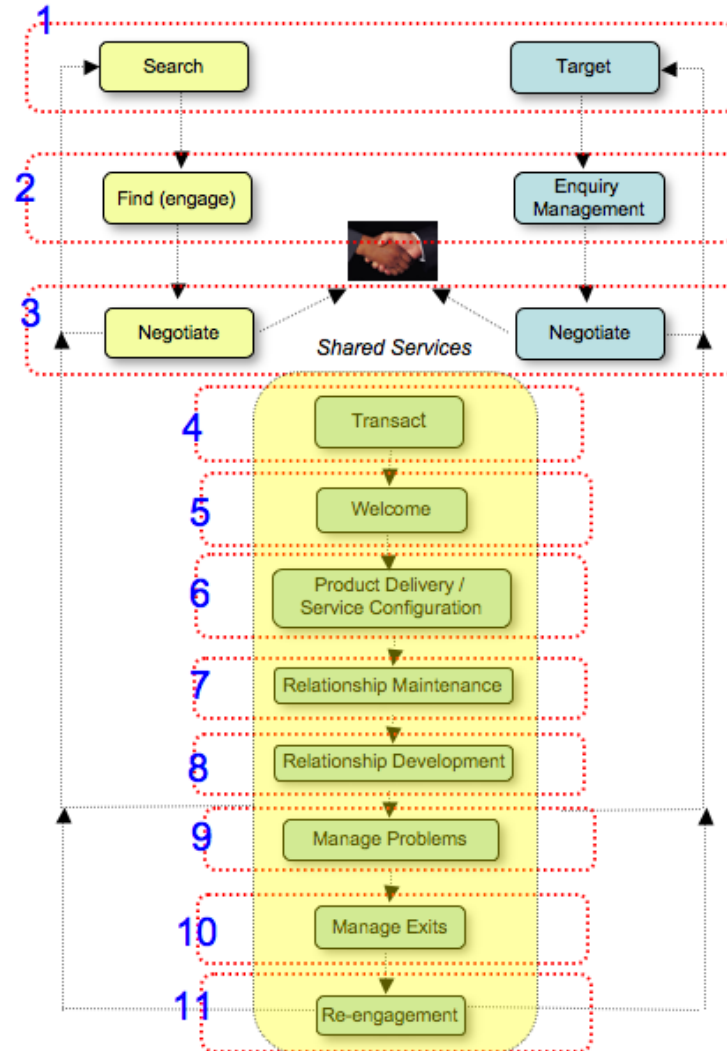 1
Search
Target
2
Find (engage)
Enquiry
Management
3
Negotiate
Negotiate
Shared Services
4
Transact
5
Welcome
6
Product Delivery /
Service Configuration
7
Relationship Maintenance
8
Relationship Development
9
Manage Problems
10
Manage Exits
11
Re-engagement